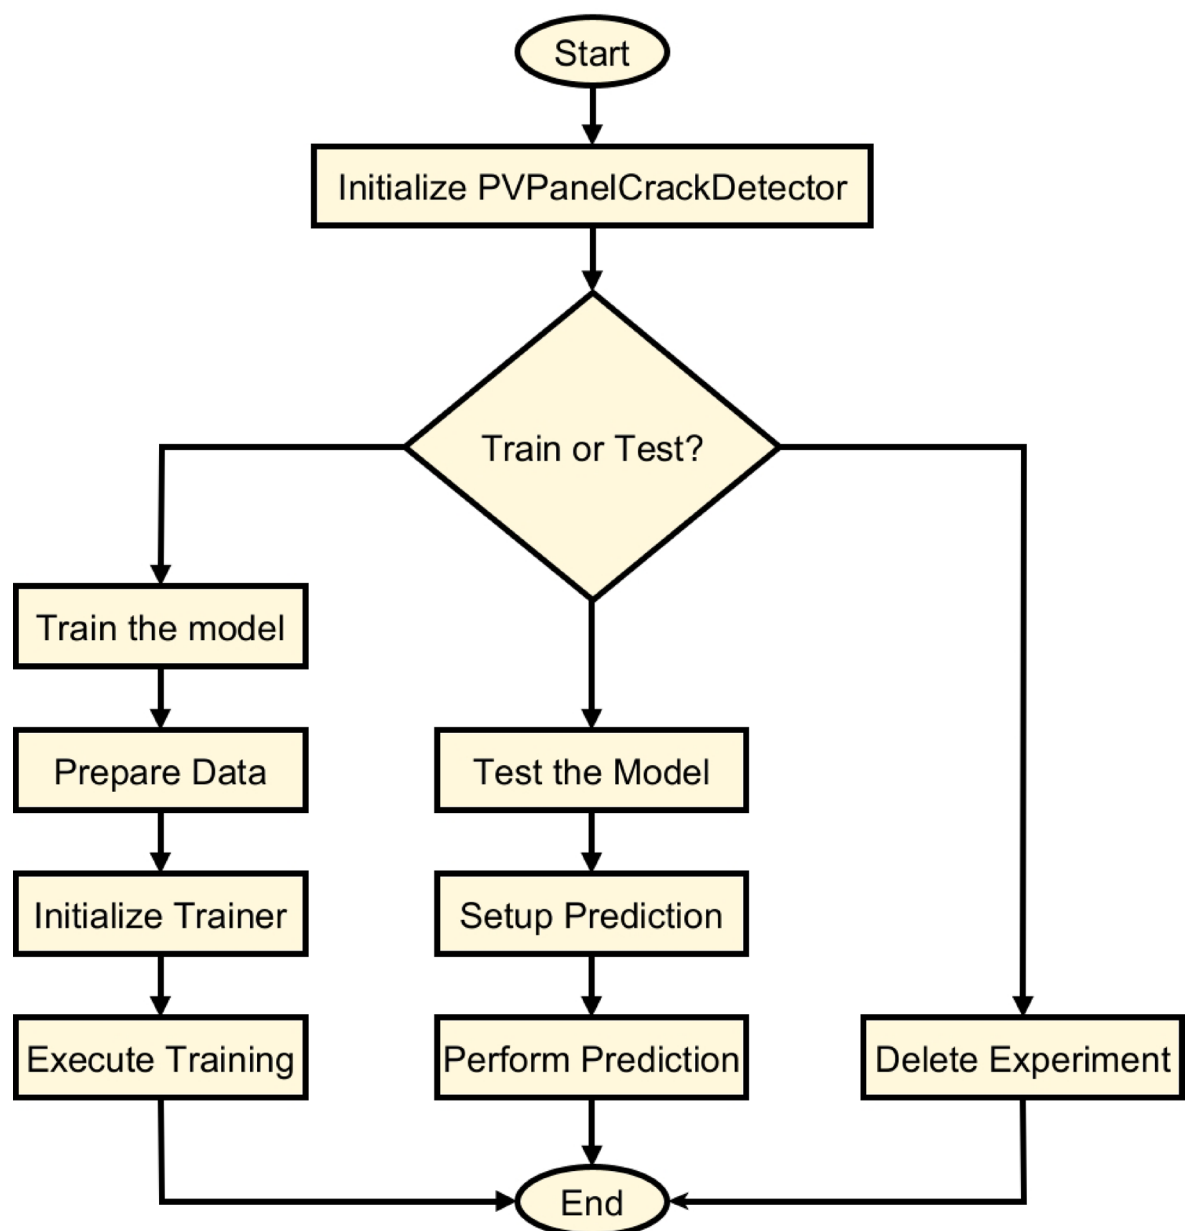 Start
Initialize PVPanelCrackDetector
Train or Test?
Train the model
Prepare Data
Test the Model
Initialize Trainer
Setup Prediction
Execute Training
Perform Prediction
Delete Experiment
End